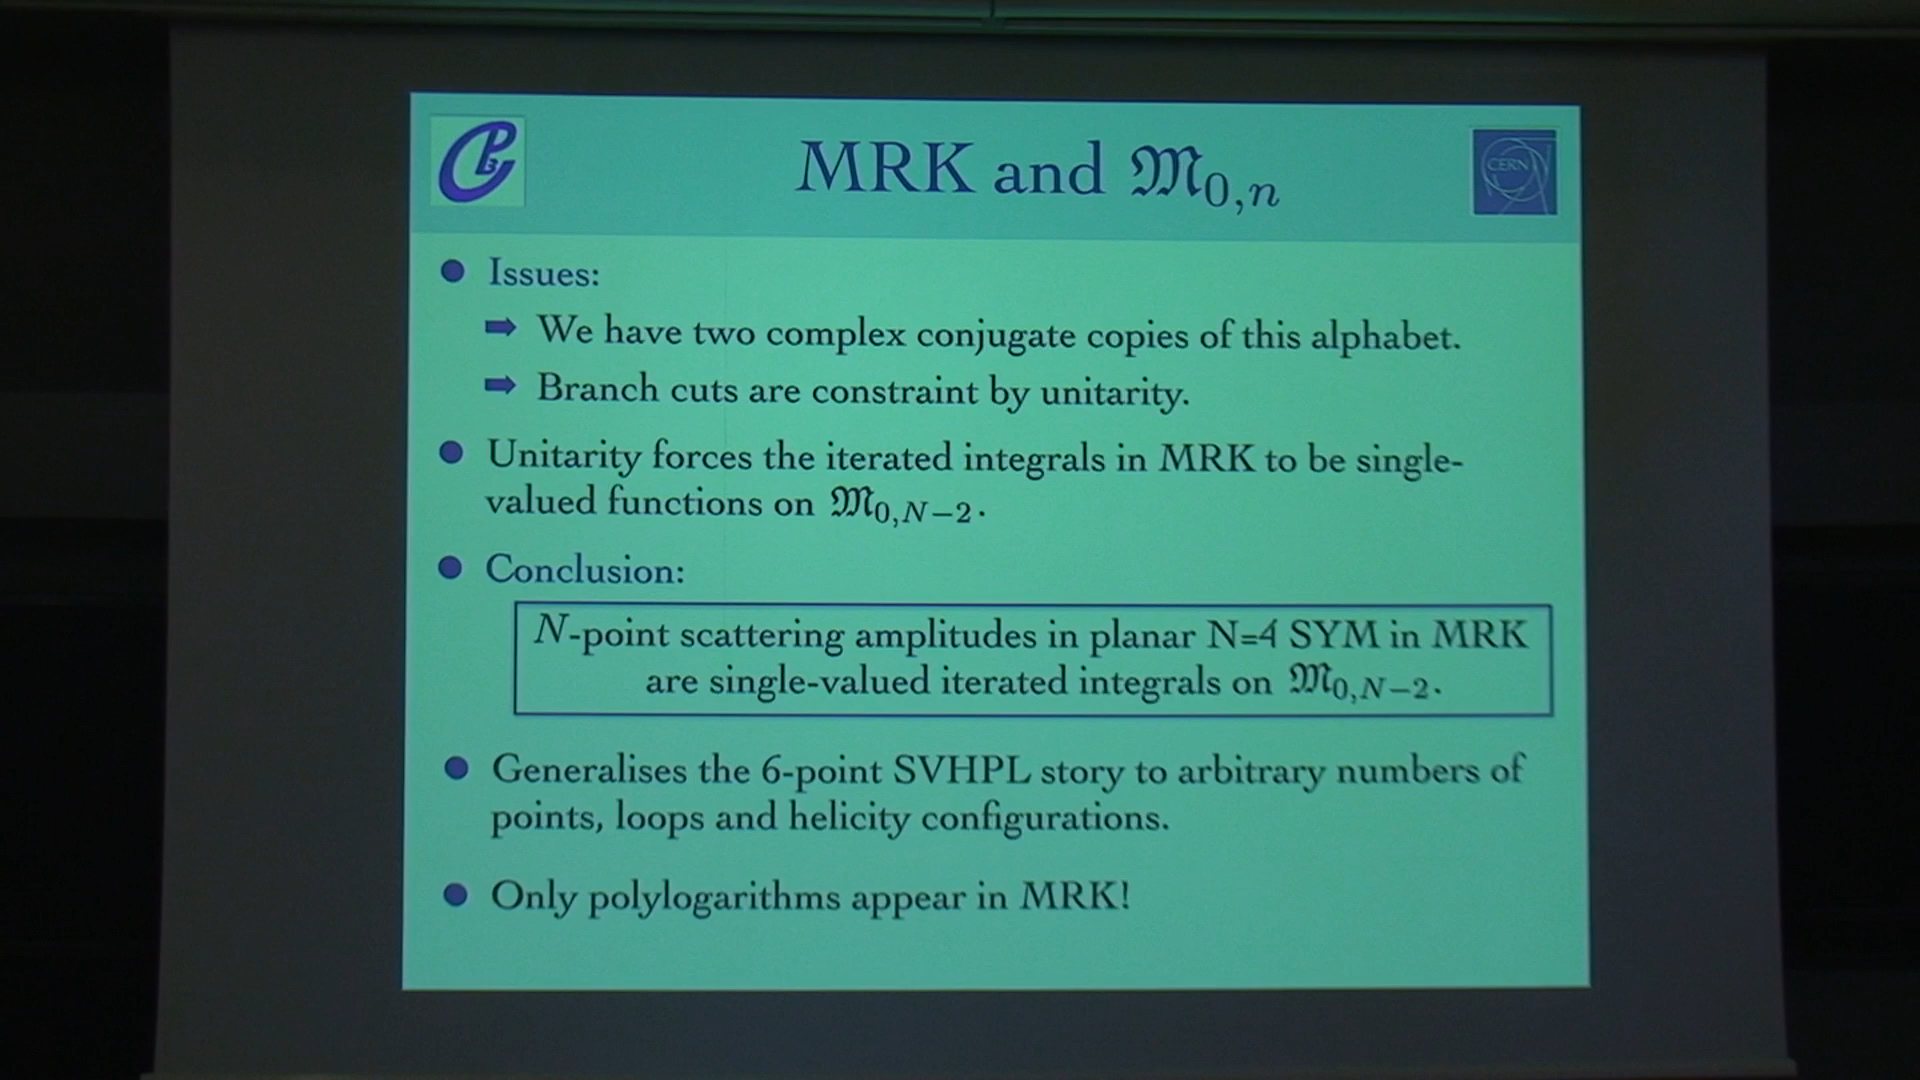 MRK and 𝔐0,n
CP3
CERN
Issues:
We have two complex conjugate copies of this alphabet.
Branch cuts are constraint by unitarity.
Unitarity forces the iterated integrals in MRK to be single-
valued functions on 𝔐0,N−2.
Conclusion:
N-point scattering amplitudes in planar N=4 SYM in MRK
are single-valued iterated integrals on 𝔐0,N−2.
Generalises the 6-point SVHPL story to arbitrary numbers of
points, loops and helicity configurations.
Only polylogarithms appear in MRK!